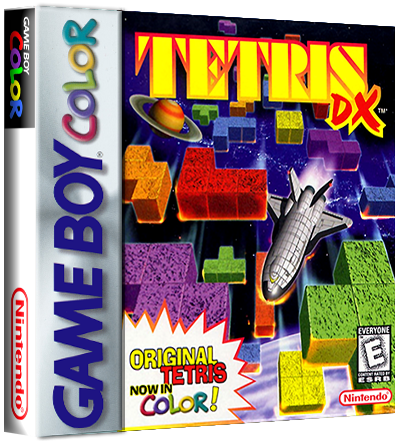 GAME BOY
COLOR
Nintendo
GAME BOY COLOR
TETRIS
DX™
ORIGINAL
TETRIS
NOW IN
COLOR!
EVERYONE
E
CONTENT RATED BY
ESRB
Nintendo